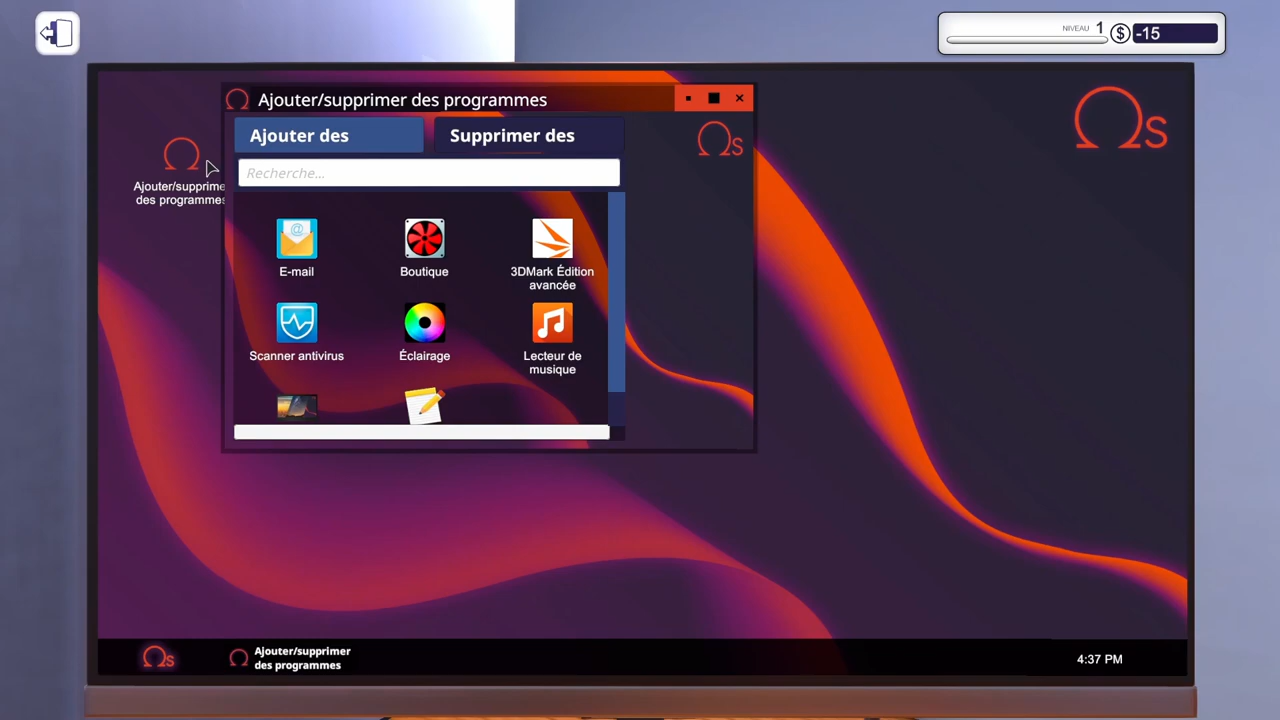 NIVEAU 1 $ -15
Ajouter/supprimer des programmes
Ajouter des
Supprimer des
Recherche...
Ωs
Ωs
Ajouter/supprime
des programmes
E-mail
Boutique
3DMark Édition
avancée
Scanner antivirus
Éclairage
Lecteur de
musique
Ωs
Ajouter/supprimer
des programmes
4:37 PM